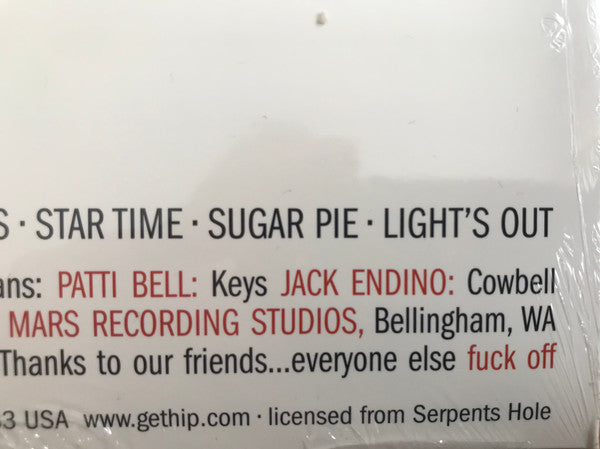 S · STAR TIME · SUGAR PIE · LIGHT'S OUT
ans: PATTI BELL: Keys JACK ENDINO: Cowbell
MARS RECORDING STUDIOS, Bellingham, WA
Thanks to our friends...everyone else fuck off
3 USA www.gethip.com · licensed from Serpents Hole